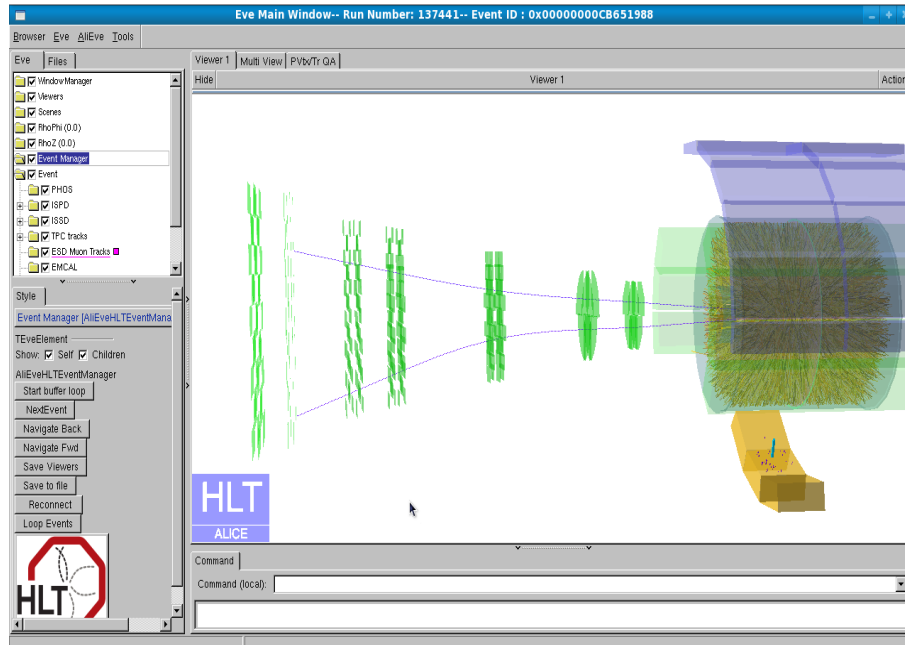 Eve Main Window-- Run Number: 137441-- Event ID : 0x00000000CB651988
Browser Eve AliEve Tools
Eve Files
WindowManager
Viewers
Scenes
RhoPhi (0.0)
RhoZ (0.0)
Event Manager
Event
PHOS
ISPD
ISSD
TPC tracks
ESD Muon Tracks
EMCAL
Style
Event Manager [AliEveHLTEventMana
TEveElement
Show: Self Children
AliEveHLTEventManager
Start buffer loop
NextEvent
Navigate Back
Navigate Fwd
Save Viewers
Save to file
Reconnect
Loop Events
HLT
Viewer 1 Multi View PVtx/Tr QA
Hide Viewer 1 Action
HLT
ALICE
Command
Command (local):